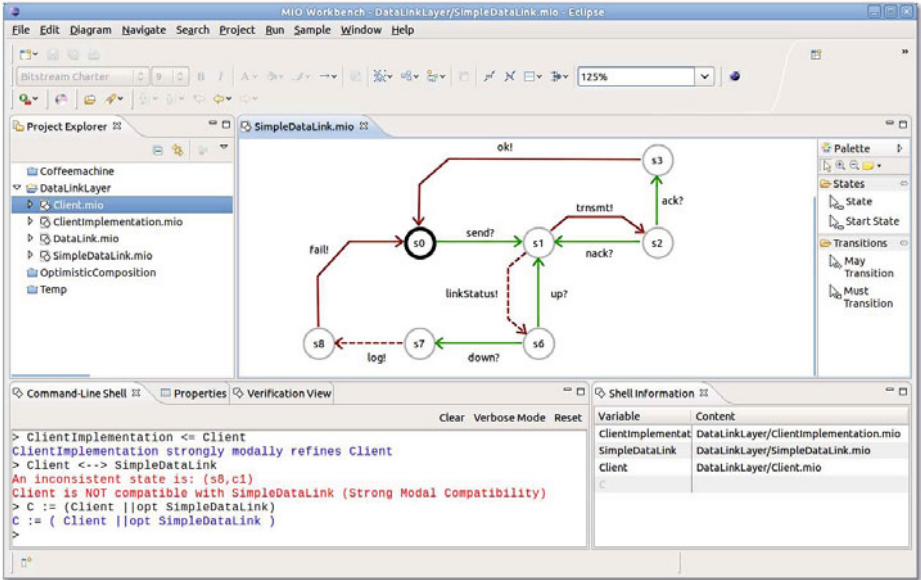 MIO Workbench - DataLinkLayer/SimpleDataLink.mio - Eclipse
File Edit Diagram Navigate Search Project Run Sample Window Help
Bitstream Charter 9 B I A 125%
Project Explorer
SimpleDataLink.mio
Coffeemachine
DataLinkLayer
Client.mio
ClientImplementation.mio
DataLink.mio
SimpleDataLink.mio
OptimisticComposition
Temp
ok!
s3
trnsmt!
ack?
send?
s0
s1
s2
nack?
fail!
linkStatus!
up?
s8
s7
s6
log!
down?
Palette
States
State
Start State
Transitions
May
Transition
Must
Transition
Command-Line Shell Properties Verification View
Clear Verbose Mode Reset
> ClientImplementation <= Client
ClientImplementation strongly modally refines Client
> Client <--> SimpleDataLink
An inconsistent state is: (s8,c1)
Client is NOT compatible with SimpleDataLink (Strong Modal Compatibility)
> C := (Client ||opt SimpleDataLink)
C := ( Client ||opt SimpleDataLink )
>
Shell Information
Variable Content
ClientImplementat DataLinkLayer/ClientImplementation.mio
SimpleDataLink DataLinkLayer/SimpleDataLink.mio
Client DataLinkLayer/Client.mio
C